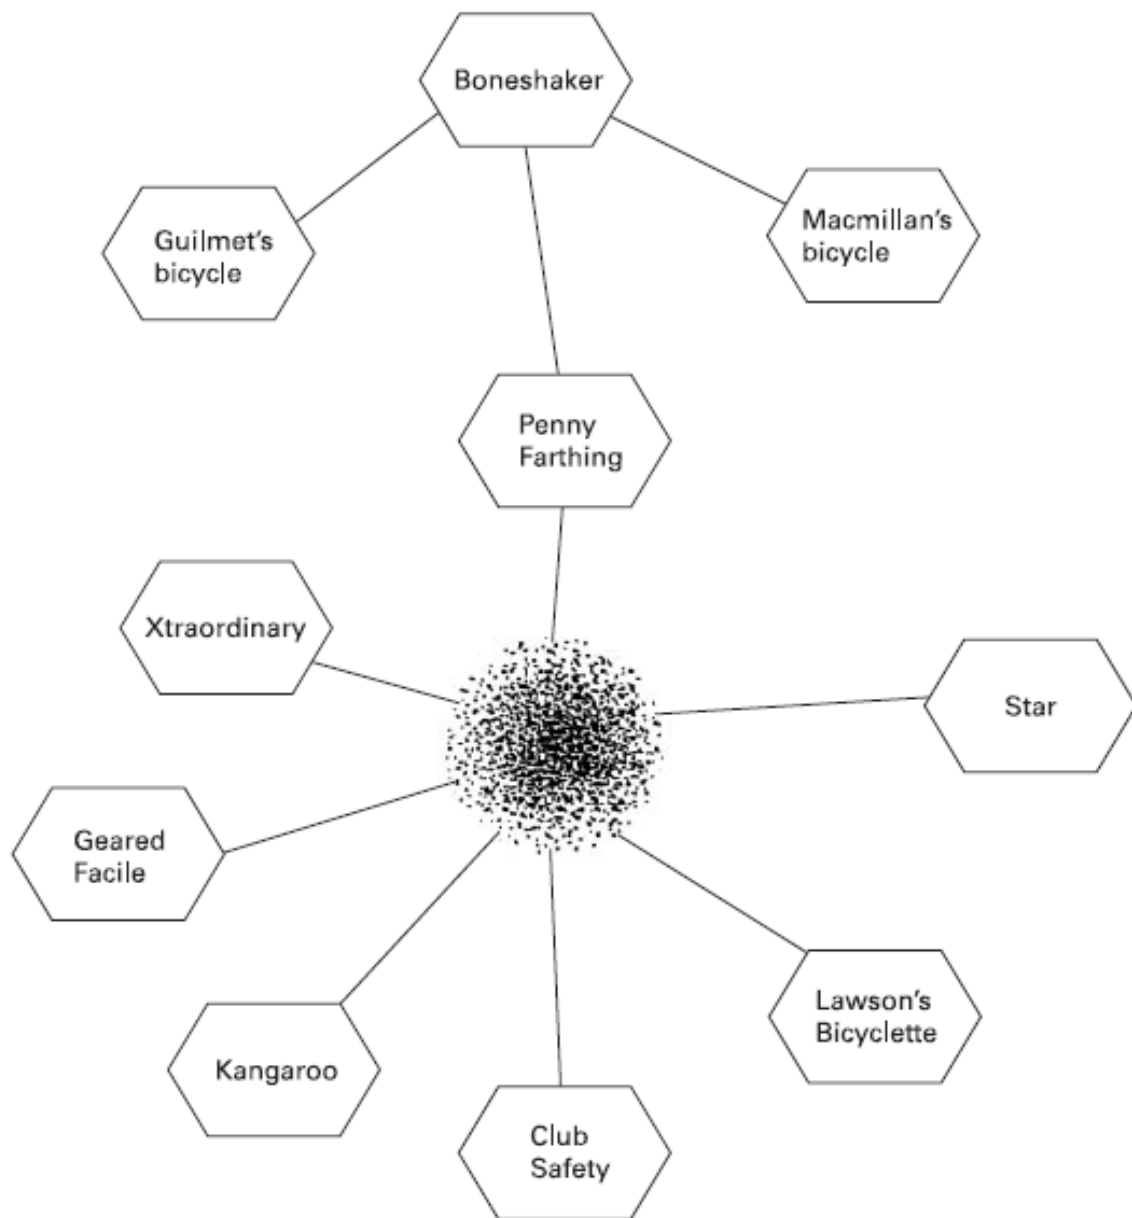 Boneshaker
Guilmet's
bicycle
Macmillan's
bicycle
Penny
Farthing
Xtraordinary
Star
Geared
Facile
Lawson's
Bicyclette
Kangaroo
Club
Safety